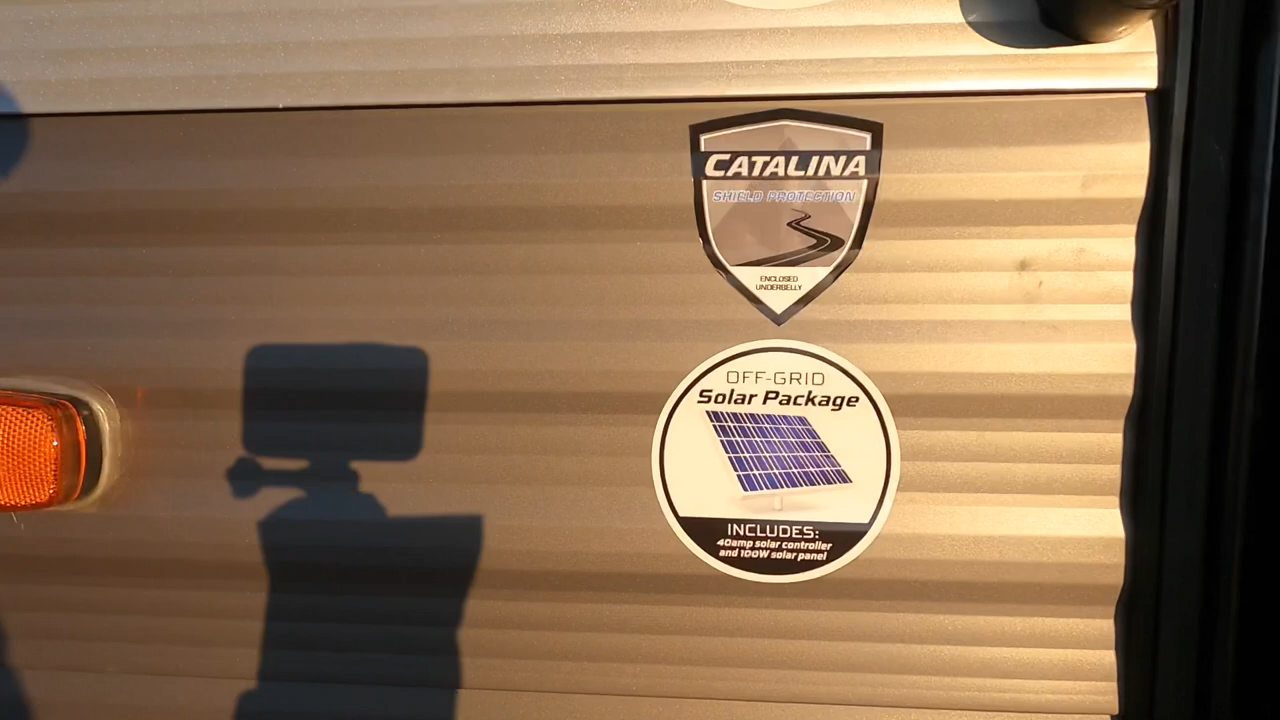 CATALINA
SHIELD PROTECTION
ENCLOSED
UNDERBELLY
OFF-GRID
Solar Package
INCLUDES:
40amp solar controller
and 100W solar panel